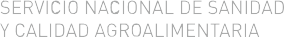 SERVICIO NACIONAL DE SANIDAD
Y CALIDAD AGROALIMENTARIA